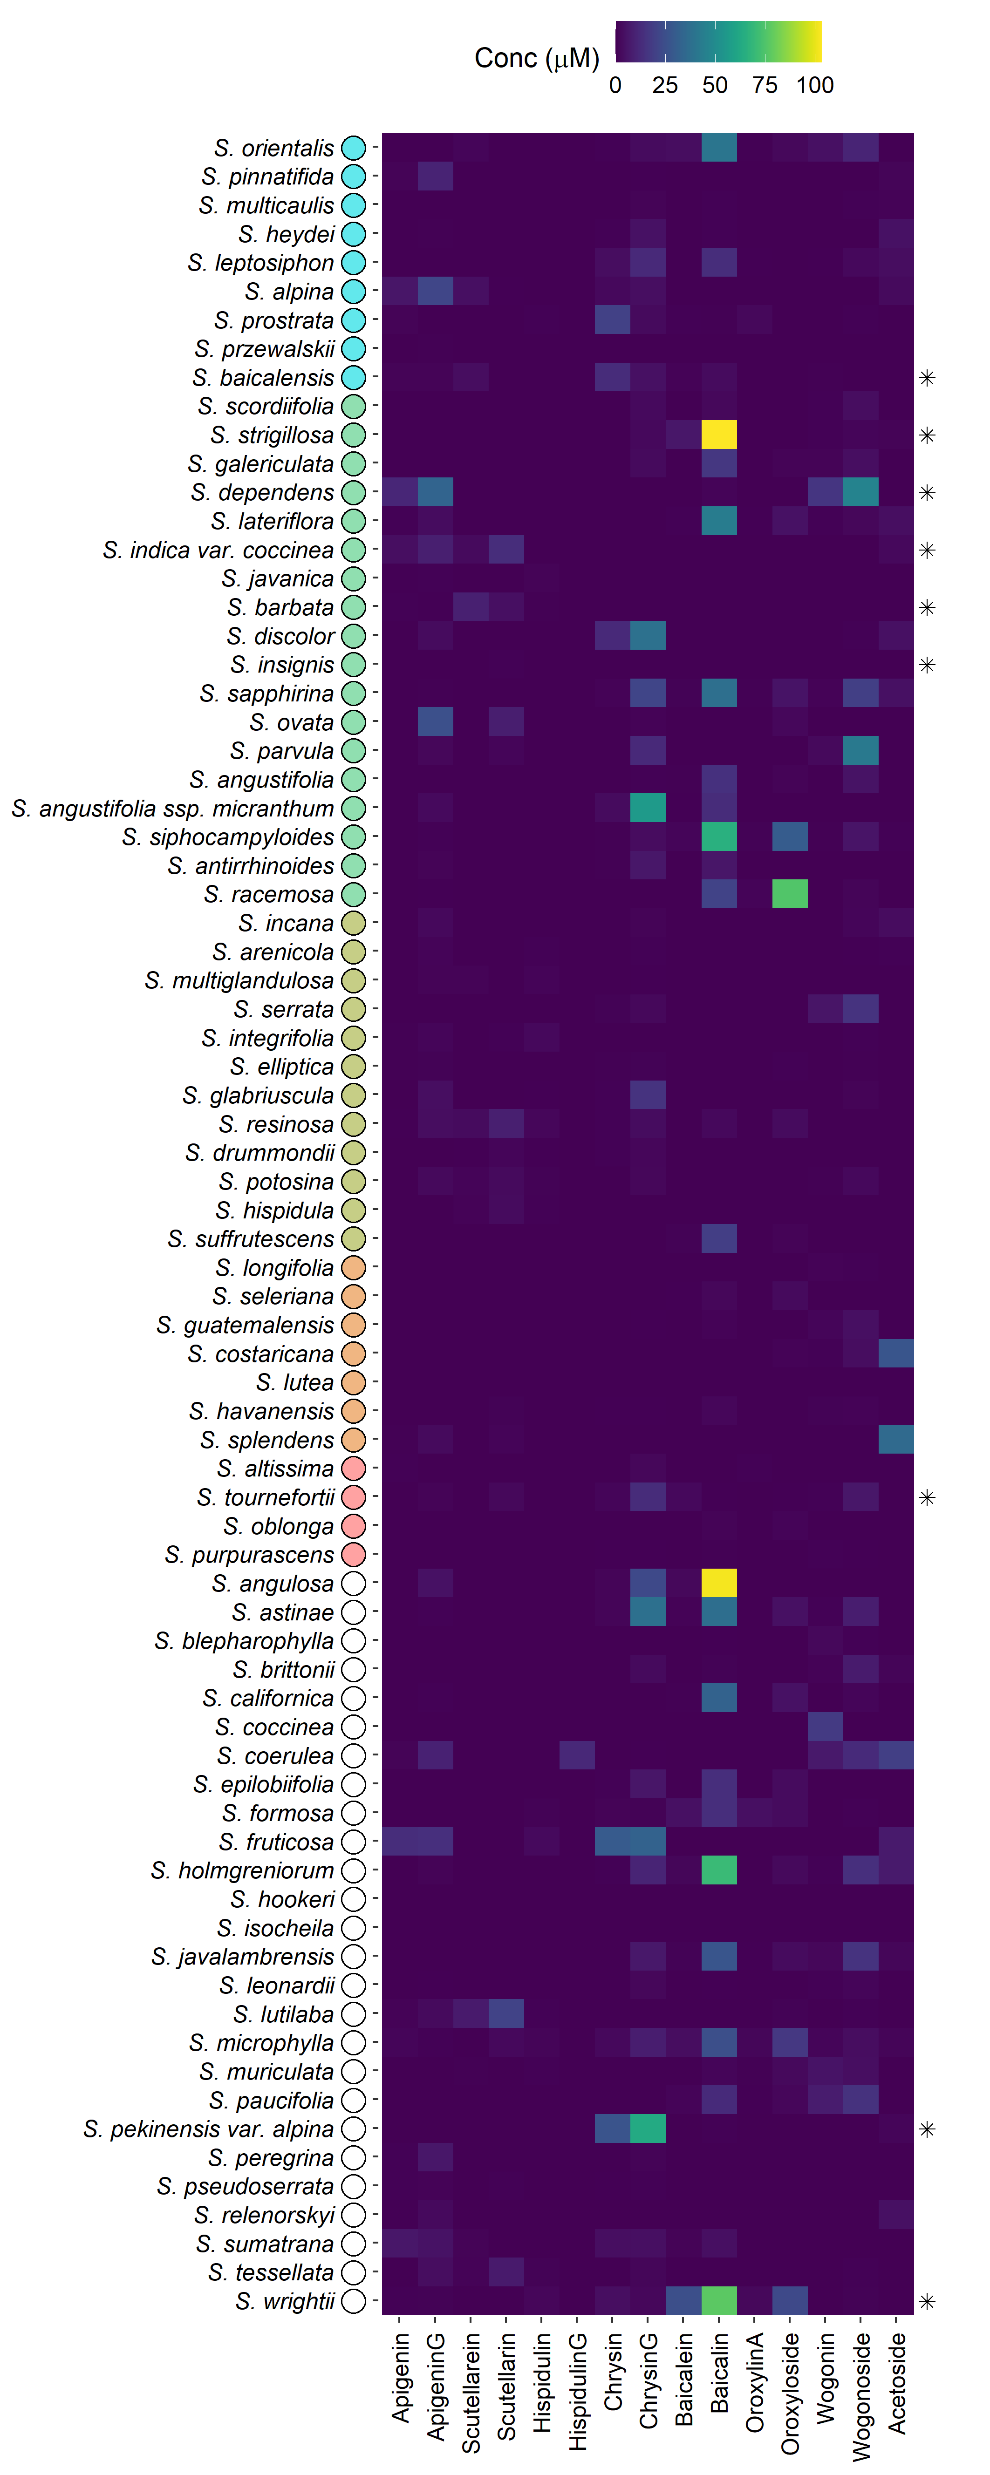 Conc (μM)
0 25 50 75 100
S. orientalis
S. pinnatifida
S. multicaulis
S. heydei
S. leptosiphon
S. alpina
S. prostrata
S. przewalskii
S. baicalensis
S. scordiifolia
S. strigillosa
S. galericulata
S. dependens
S. lateriflora
S. indica var. coccinea
S. javanica
S. barbata
S. discolor
S. insignis
S. sapphirina
S. ovata
S. parvula
S. angustifolia
S. angustifolia ssp. micranthum
S. siphocampyloides
S. antirrhinoides
S. racemosa
S. incana
S. arenicola
S. multiglandulosa
S. serrata
S. integrifolia
S. elliptica
S. glabriuscula
S. resinosa
S. drummondii
S. potosina
S. hispidula
S. suffrutescens
S. longifolia
S. seleriana
S. guatemalensis
S. costaricana
S. lutea
S. havanensis
S. splendens
S. altissima
S. tournefortii
S. oblonga
S. purpurascens
S. angulosa
S. astinae
S. blepharophylla
S. brittonii
S. californica
S. coccinea
S. coerulea
S. epilobiifolia
S. formosa
S. fruticosa
S. holmgreniorum
S. hookeri
S. isocheila
S. javalambrensis
S. leonardii
S. lutilaba
S. microphylla
S. muriculata
S. paucifolia
S. pekinensis var. alpina
S. peregrina
S. pseudoserrata
S. relenorskyi
S. sumatrana
S. tessellata
S. wrightii
Apigenin
ApigeninG
Scutellarein
Scutellarin
Hispidulin
HispidulinG
Chrysin
ChrysinG
Baicalein
Baicalin
OroxylinA
Oroxyloside
Wogonin
Wogonoside
Acetoside